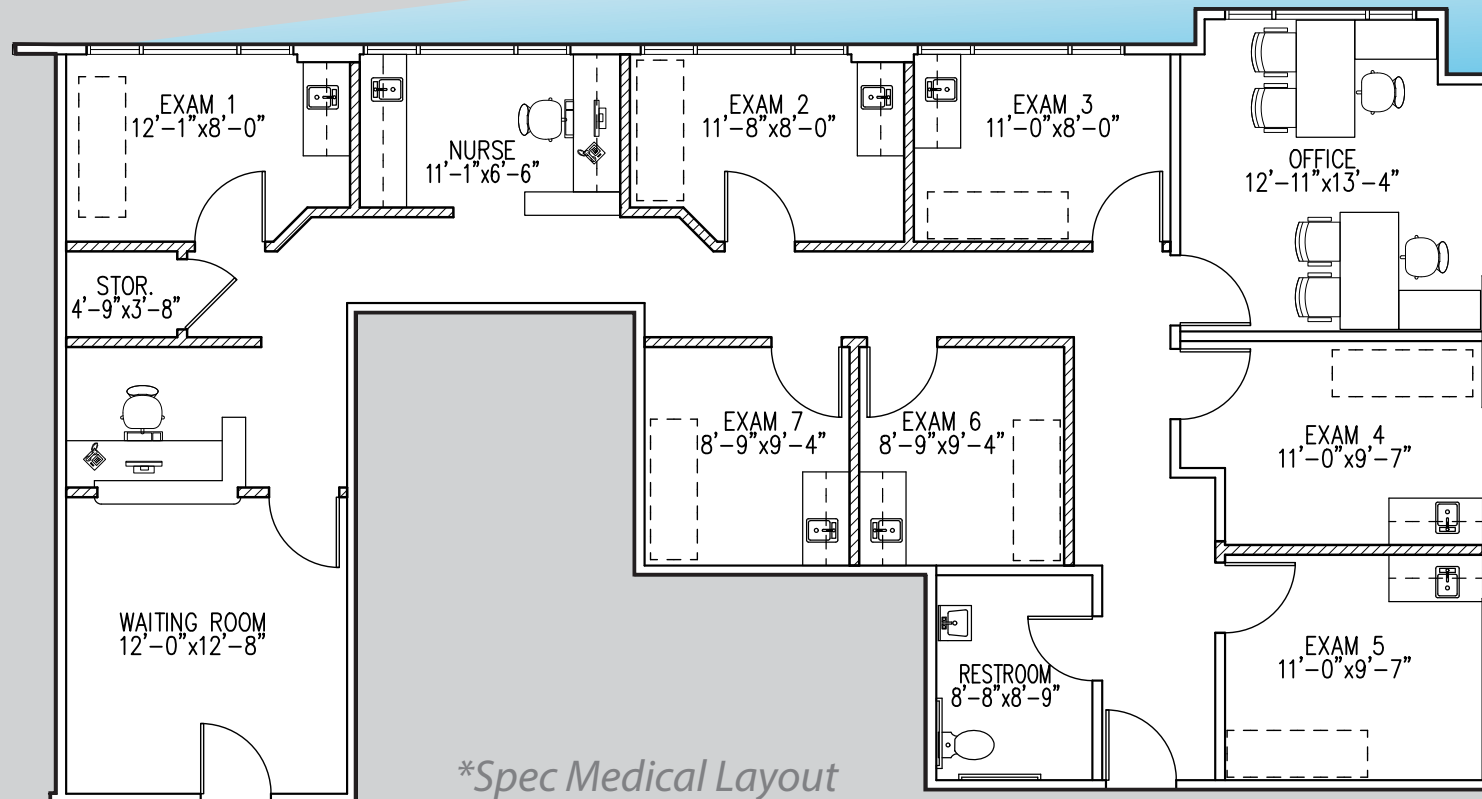 EXAM 1
12'-1"x8'-0"
NURSE
11'-1"x6'-6"
EXAM 2
11'-8"x8'-0"
EXAM 3
11'-0"x8'-0"
OFFICE
12'-11"x13'-4"
STOR.
4'-9"x3'-8"
EXAM 7
8'-9"x9'-4"
EXAM 6
8'-9"x9'-4"
EXAM 4
11'-0"x9'-7"
WAITING ROOM
12'-0"x12'-8"
RESTROOM
8'-8"x8'-9"
EXAM 5
11'-0"x9'-7"
*Spec Medical Layout